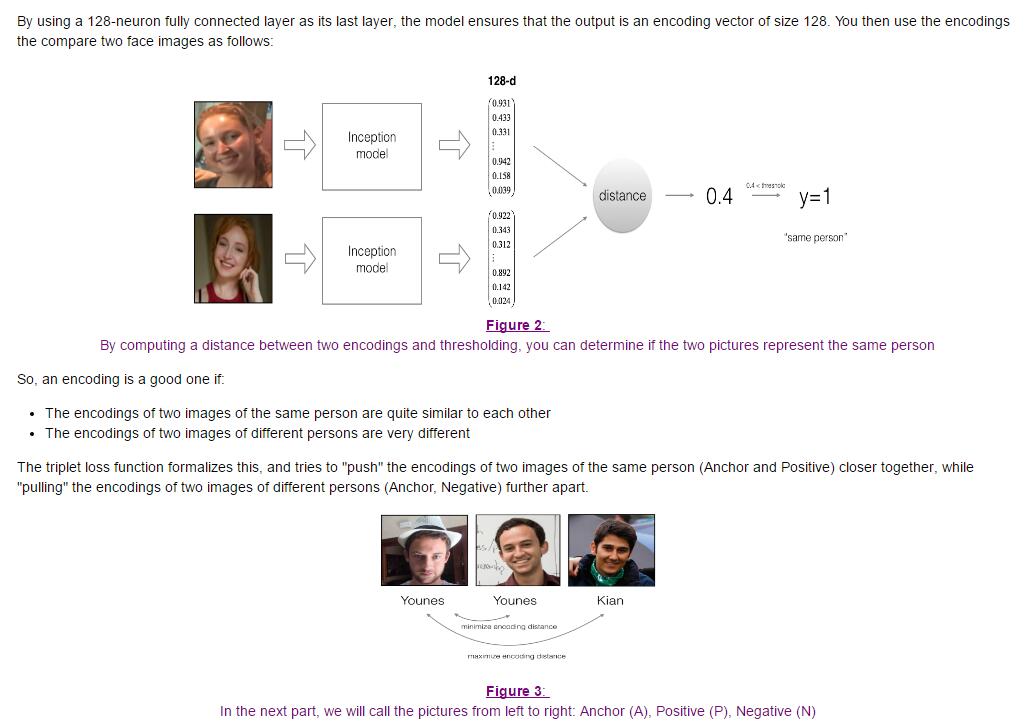 By using a 128-neuron fully connected layer as its last layer, the model ensures that the output is an encoding vector of size 128. You then use the encodings
the compare two face images as follows:
128-d
0.931
0.433
0.331
⋮
0.942
0.158
0.039
Inception
model
0.922
0.343
0.312
⋮
0.892
0.142
0.024
Inception
model
distance
0.4
0.4 < threshold
y=1
"same person"
Figure 2:
By computing a distance between two encodings and thresholding, you can determine if the two pictures represent the same person
So, an encoding is a good one if:
• The encodings of two images of the same person are quite similar to each other
• The encodings of two images of different persons are very different
The triplet loss function formalizes this, and tries to "push" the encodings of two images of the same person (Anchor and Positive) closer together, while
"pulling" the encodings of two images of different persons (Anchor, Negative) further apart.
Younes Younes Kian
minimize encoding distance
maximize encoding distance
Figure 3:
In the next part, we will call the pictures from left to right: Anchor (A), Positive (P), Negative (N)